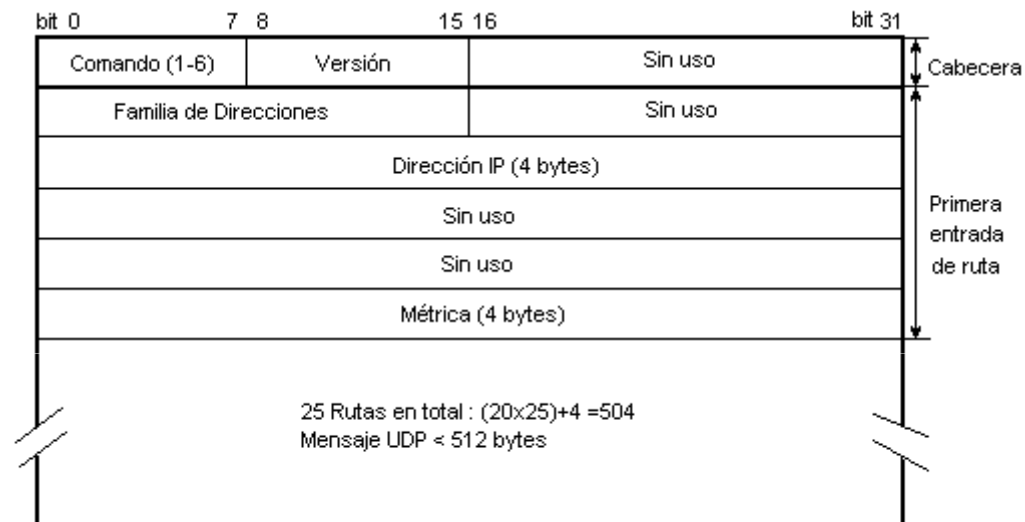 bit 0 7 8 15 16 bit 31
Comando (1-6) Versión Sin uso Cabecera
Familia de Direcciones Sin uso
Dirección IP (4 bytes)
Sin uso
Sin uso
Métrica (4 bytes)
Primera
entrada
de ruta
25 Rutas en total : (20x25)+4 =504
Mensaje UDP < 512 bytes